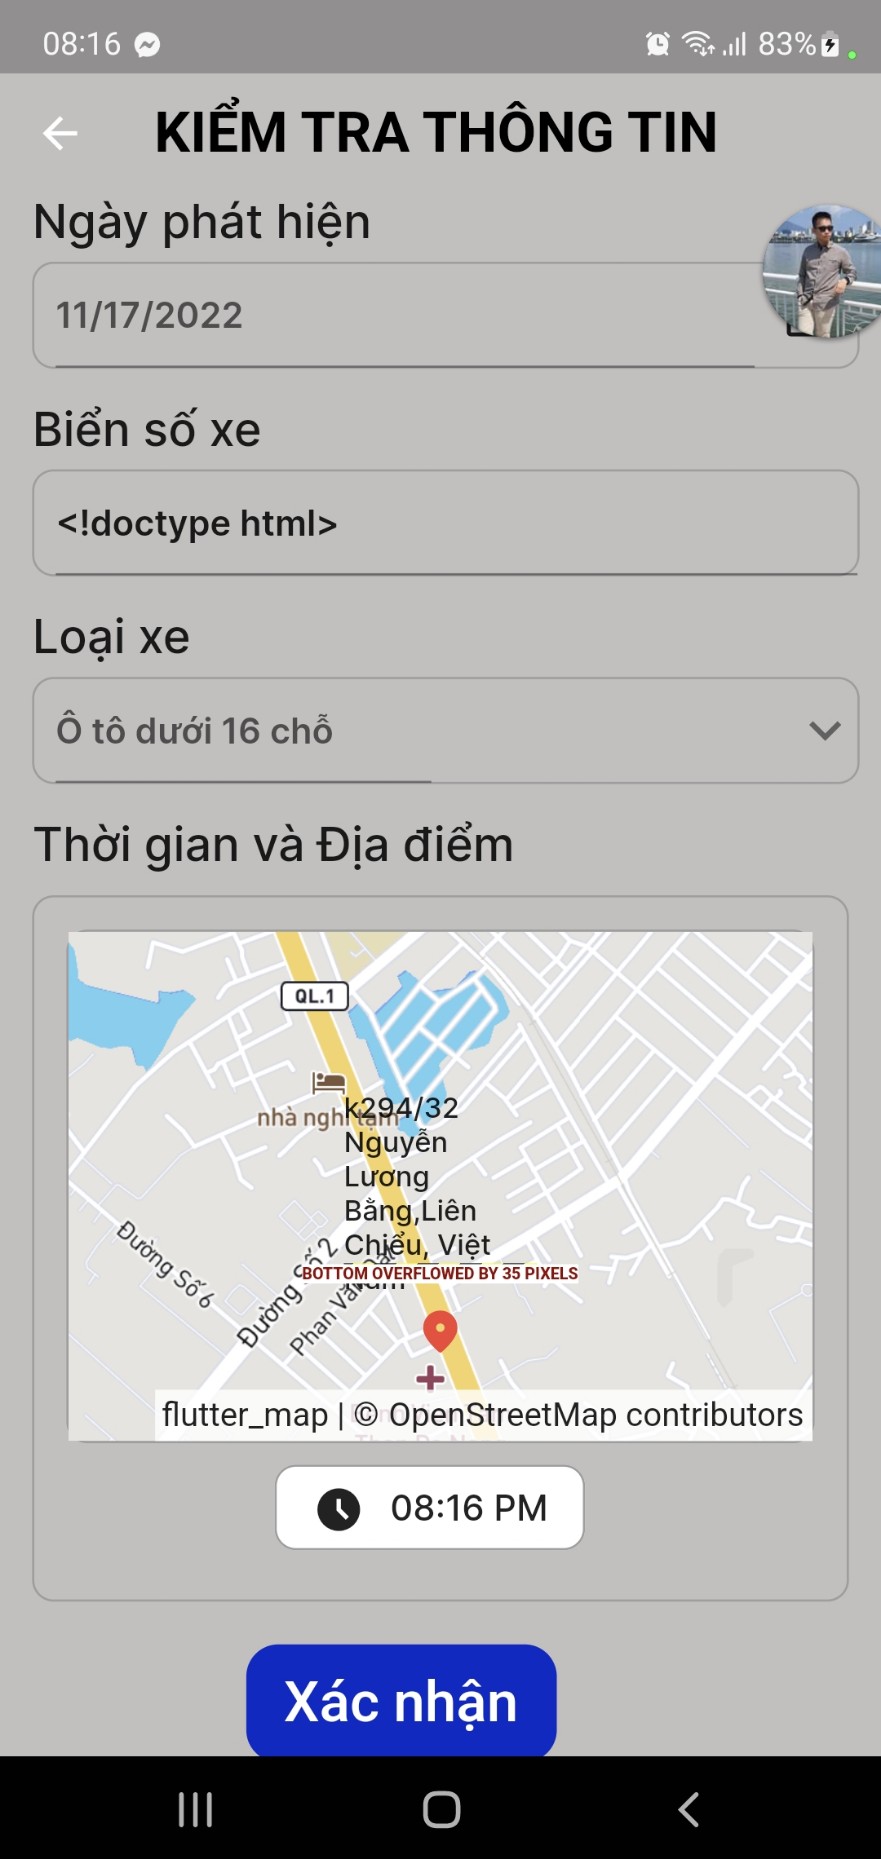 08:16
83%
KIỂM TRA THÔNG TIN
Ngày phát hiện
11/17/2022
Biển số xe
<!doctype html>
Loại xe
Ô tô dưới 16 chỗ
Thời gian và Địa điểm
QL.1
nhà nghỉ
k294/32
Nguyễn
Lương
Bằng,Liên
Chiểu, Việt
BOTTOM OVERFLOWED BY 35 PIXELS
Đường Số 6
Đường Số 2
Phan Văn
flutter_map | © OpenStreetMap contributors
08:16 PM
Xác nhận